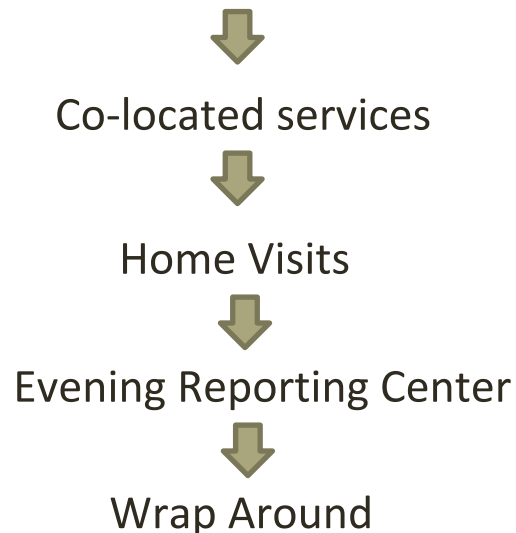 Co-located services
Home Visits
Evening Reporting Center
Wrap Around